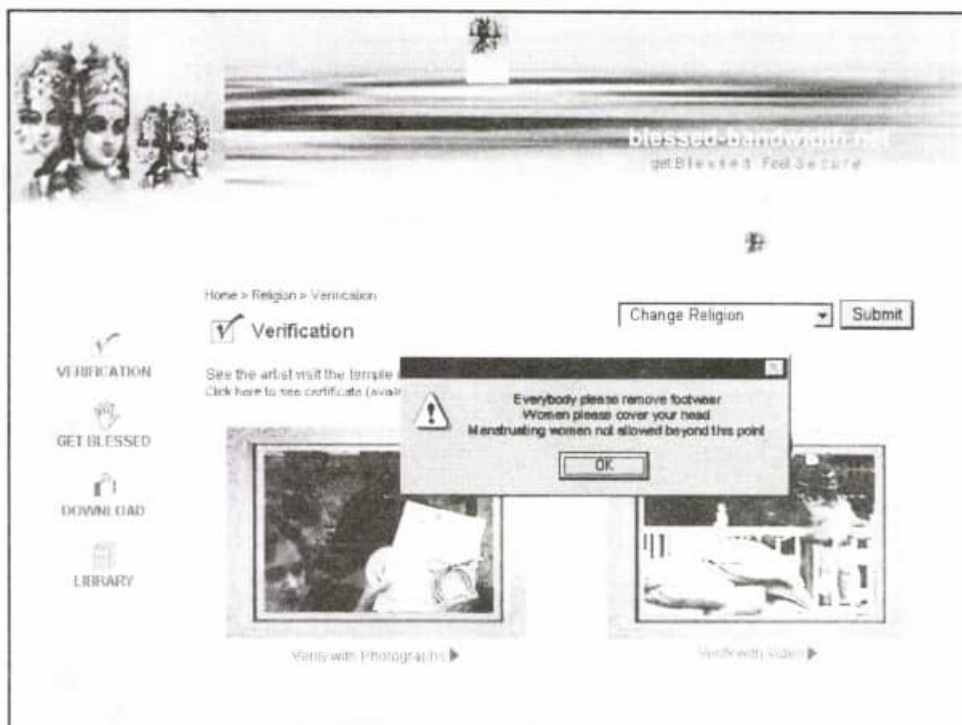 blessed-bandwidth.net
get Blessed Feel Secure
Home > Religion > Verification
Verification
Change Religion
Submit
VERIFICATION
See the artist visit the temple
Click here to see certificate (avai
Everybody please remove footwear
Women please cover your head
Menstruating women not allowed beyond this point
OK
GET BLESSED
DOWNLOAD
LIBRARY
Verify with Photographs
Verify with Video